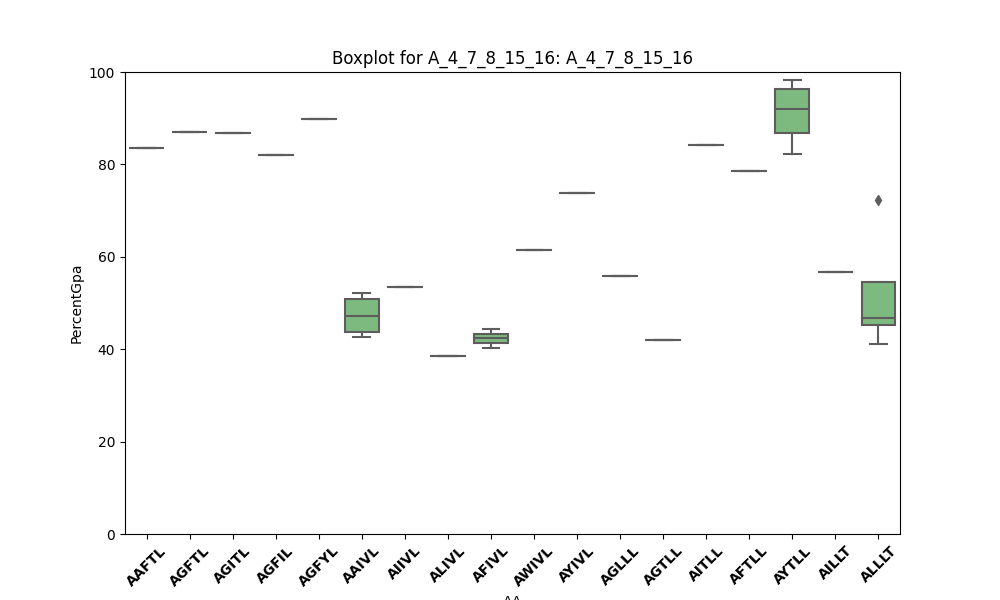 Boxplot for A_4_7_8_15_16: A_4_7_8_15_16
100
80
60
40
20
0
PercentGpa
AAFTL
AGFTL
AGITL
AGFIL
AGFYL
AAIVL
AIIVL
ALIVL
AFIVL
AWIVL
AYIVL
AGLLL
AGTLL
AITLL
AFTLL
AYTLL
AILLT
ALLLT
AA